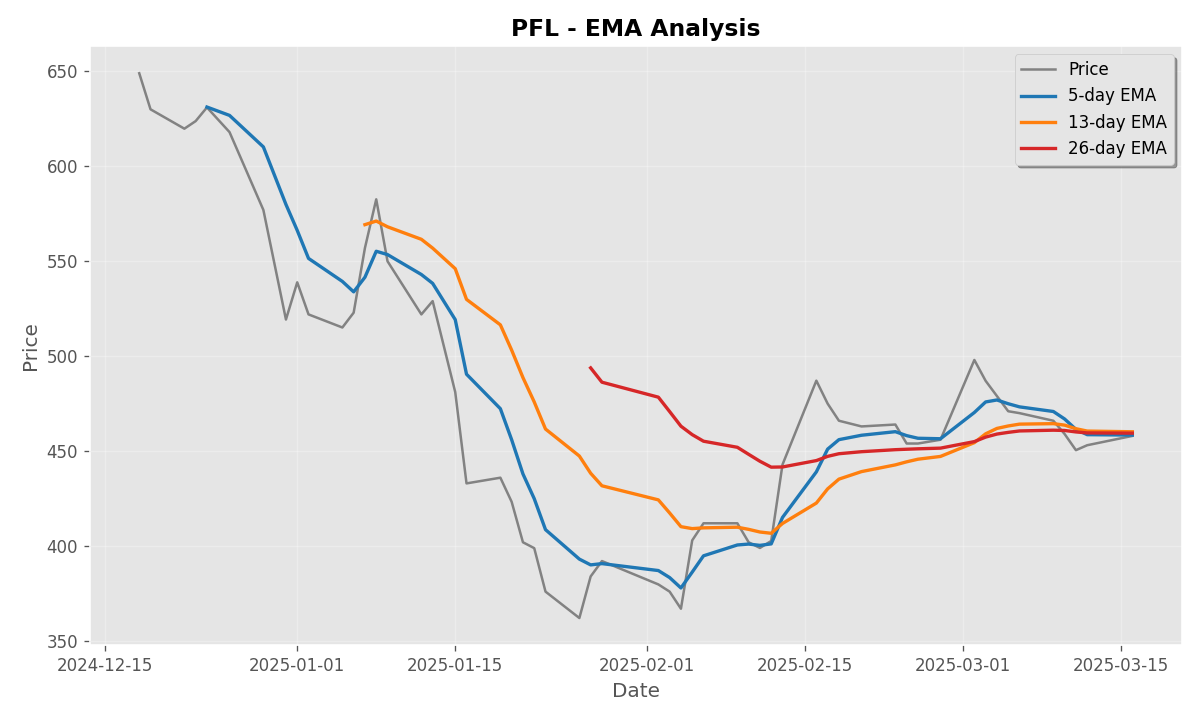 PFL - EMA Analysis
Price
5-day EMA
13-day EMA
26-day EMA
Price
650
600
550
500
450
400
350
2024-12-15
2025-01-01
2025-01-15
2025-02-01
2025-02-15
2025-03-01
2025-03-15
Date